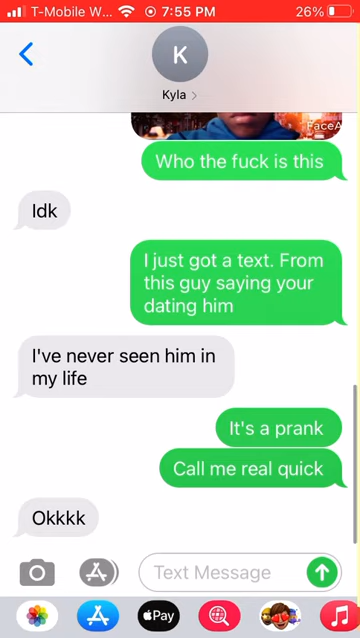 T-Mobile W... 7:55 PM 26%
K
Kyla
FaceA
Who the fuck is this
Idk
I just got a text. From
this guy saying your
dating him
I've never seen him in
my life
It's a prank
Call me real quick
Okkkk
Text Message
Pay